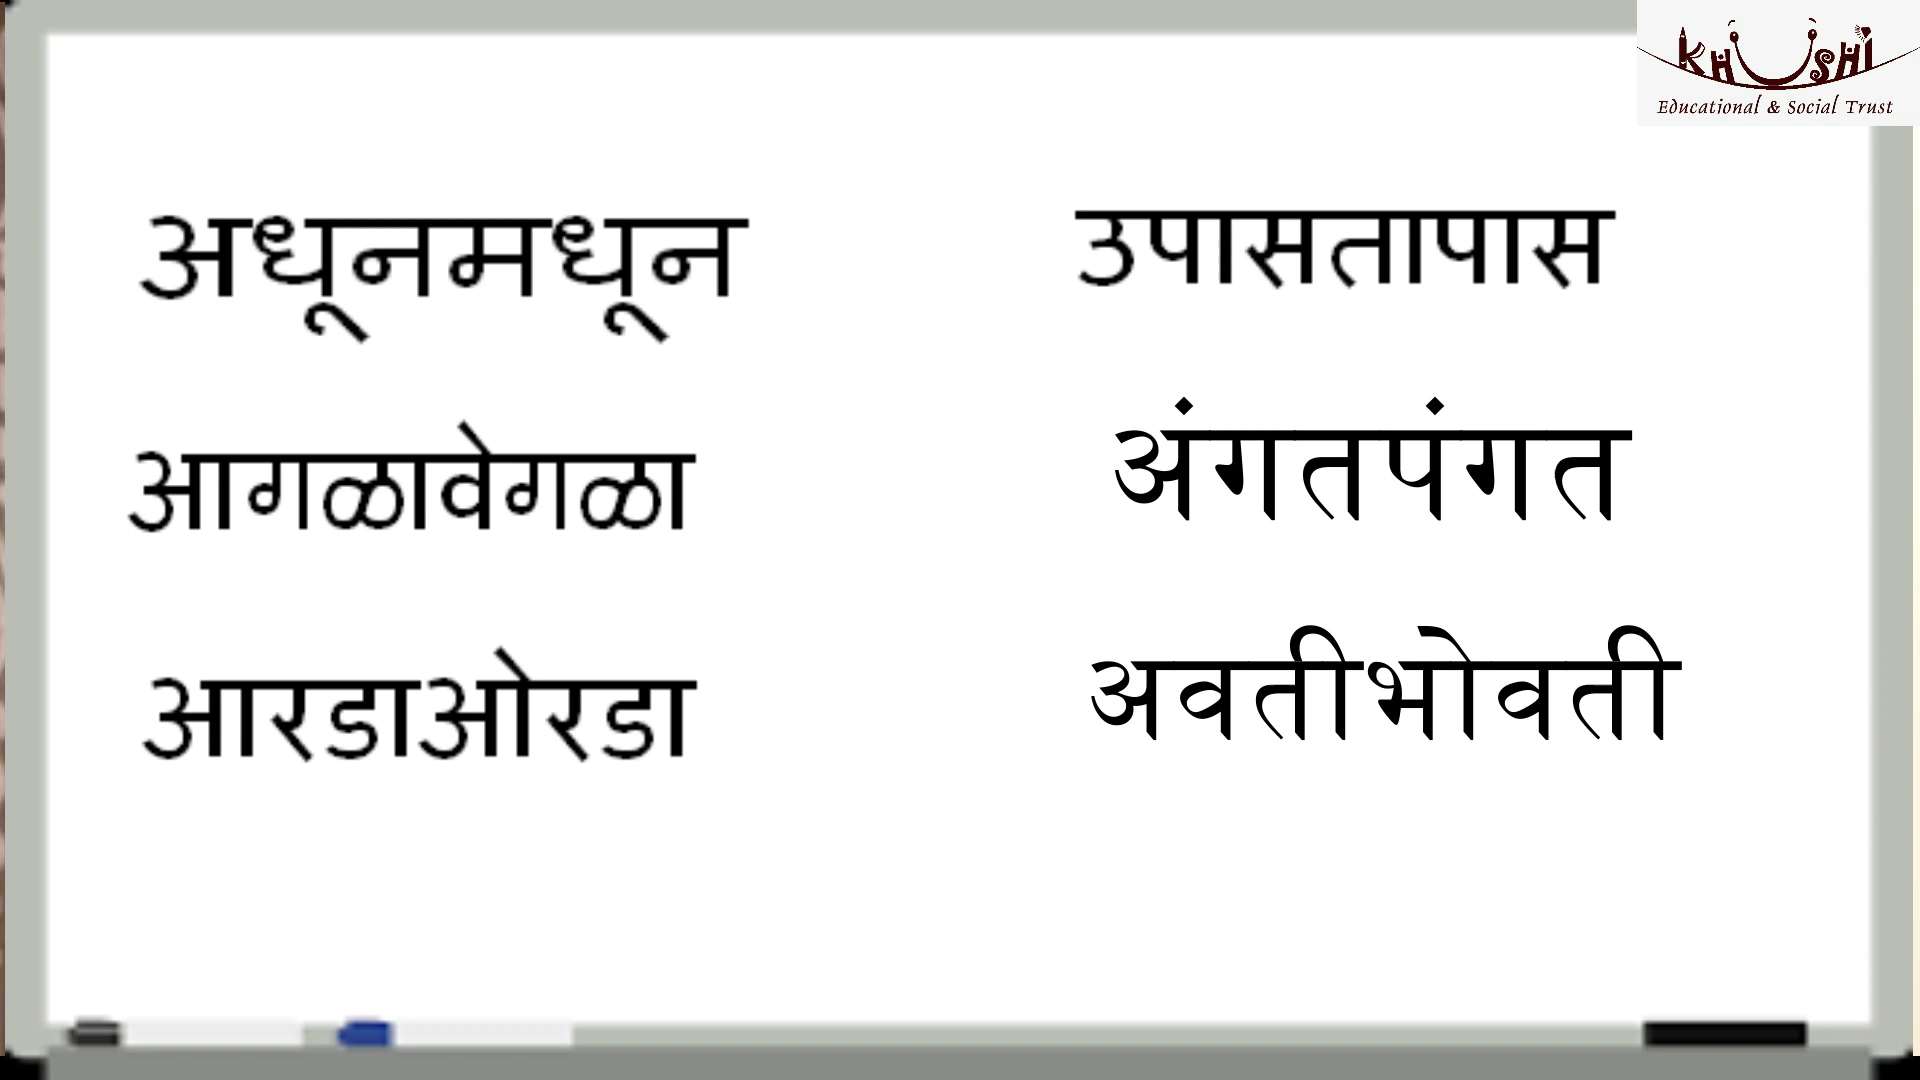 KHUSHI
Educational & Social Trust
अधूनमधून
उपासतापास
आगळावेगळा
अंगतपंगत
आरडाओरडा
अवतीभोवती